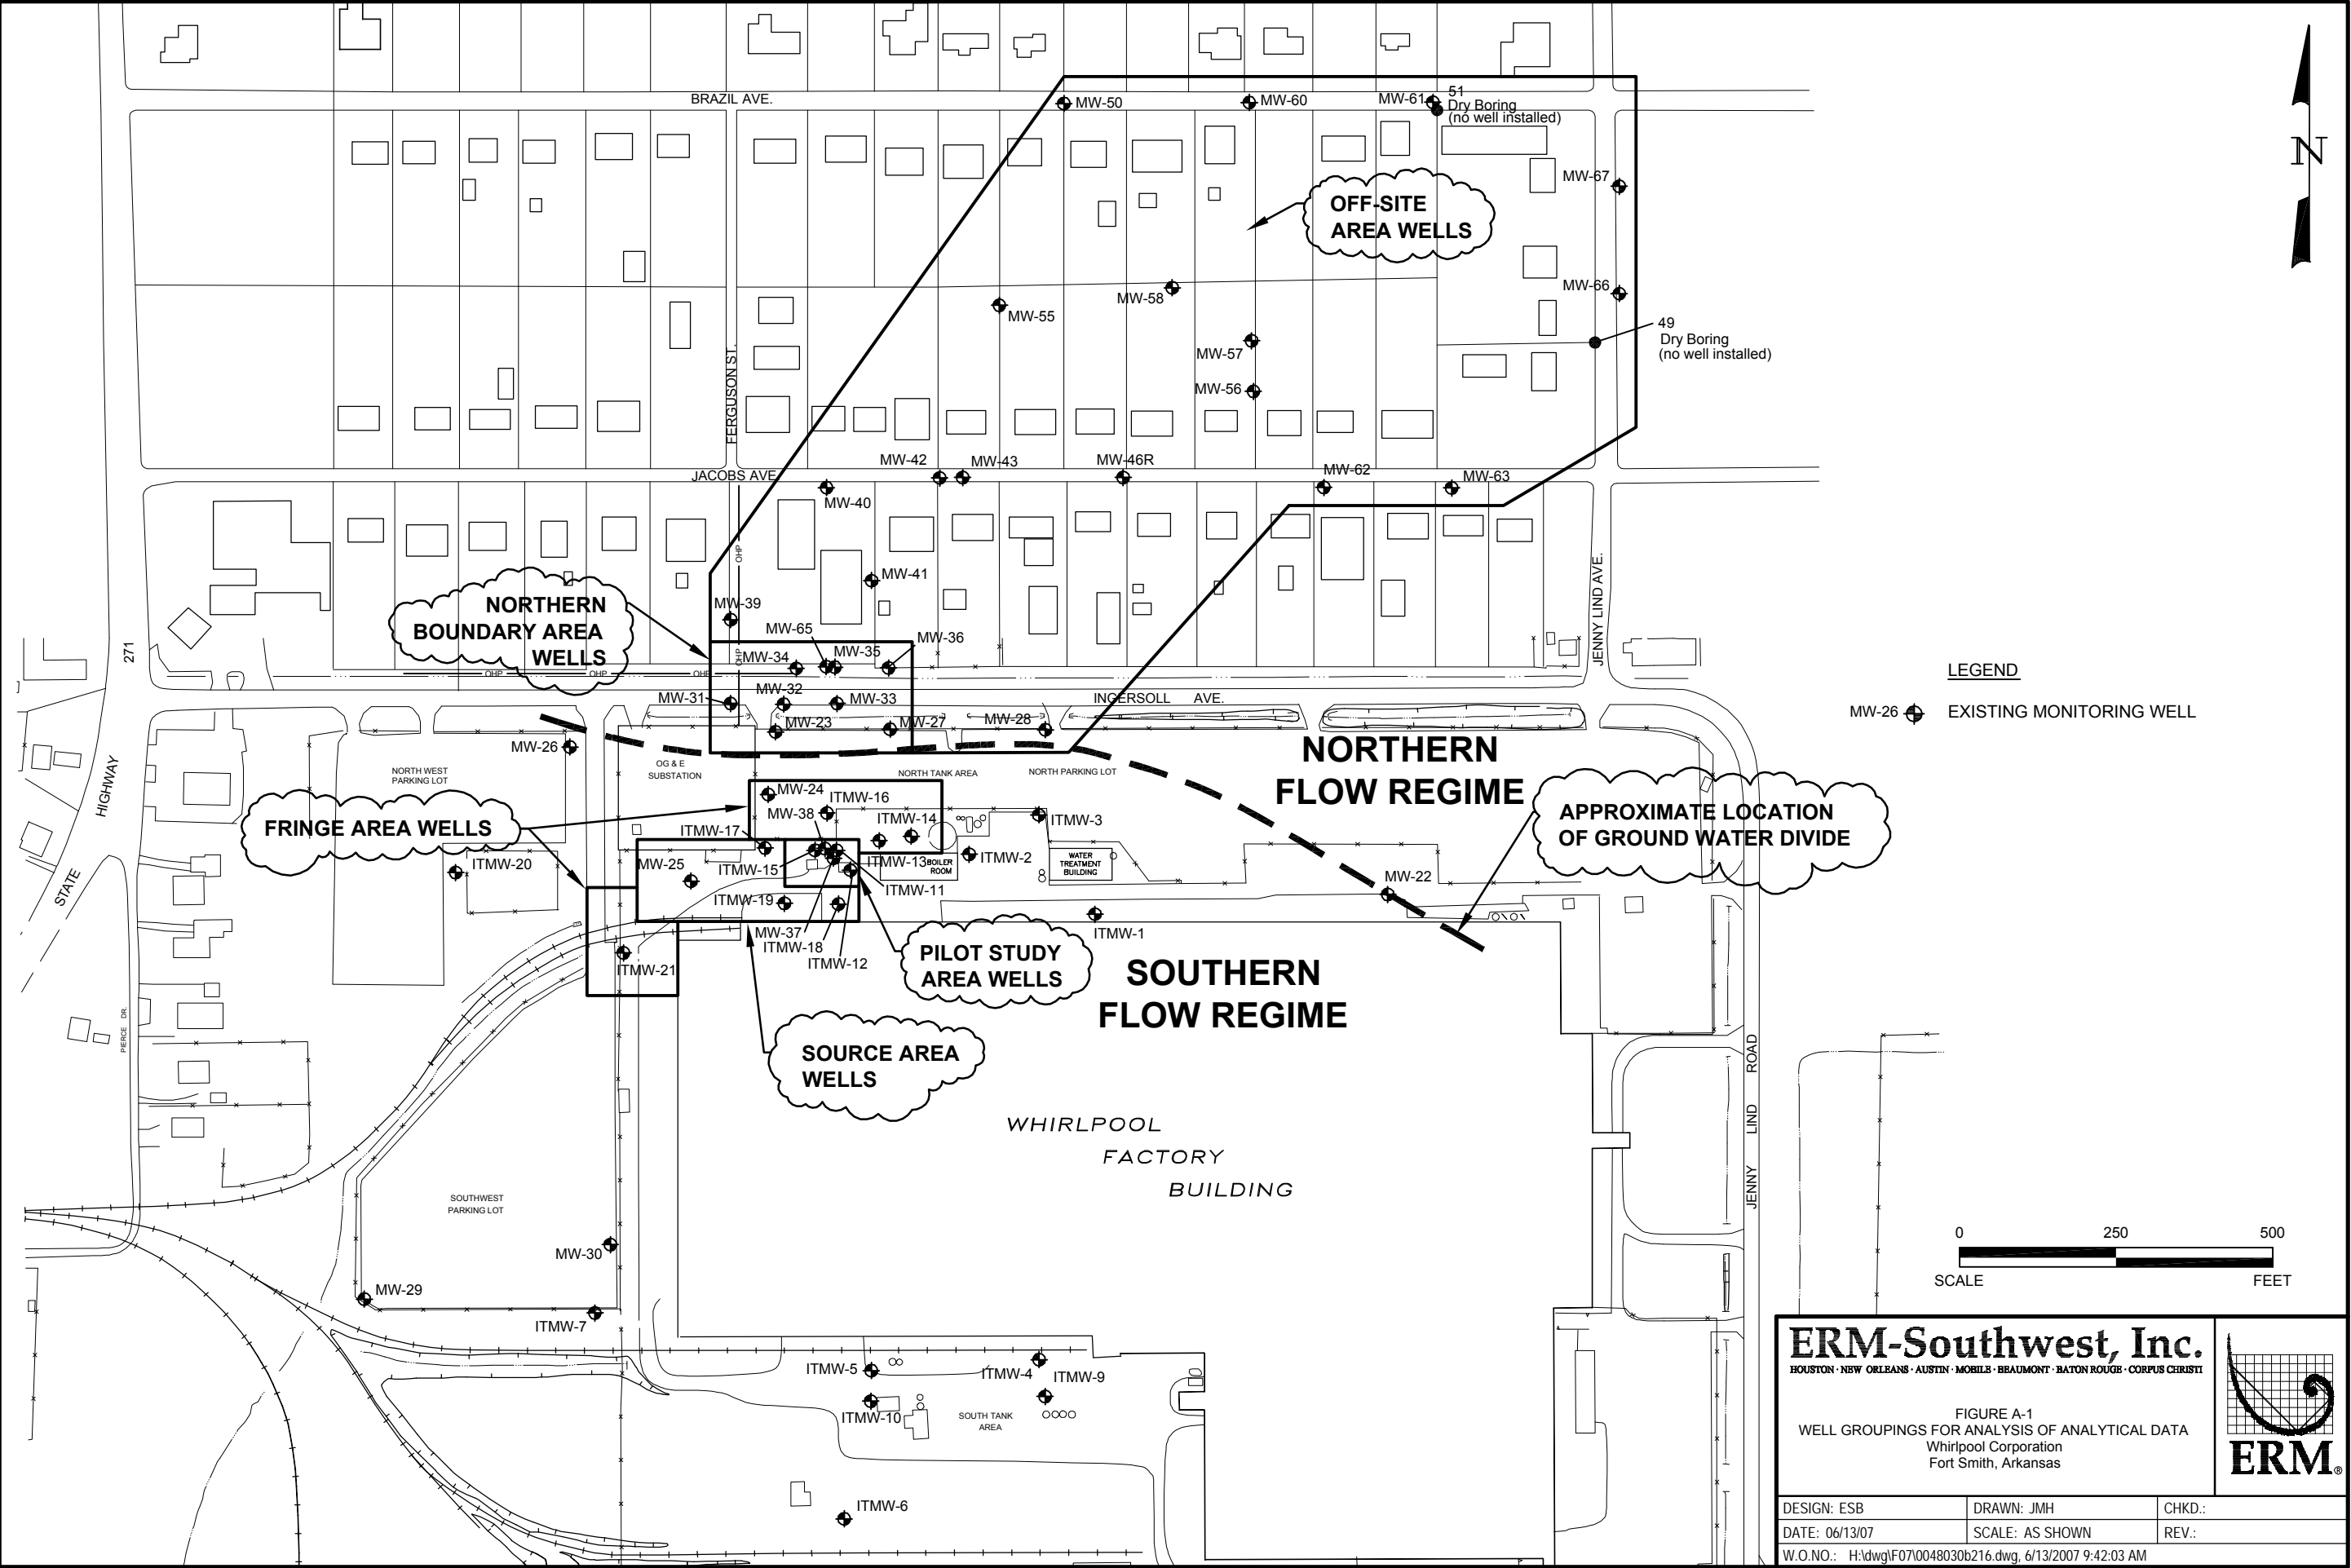 BRAZIL AVE.
MW-50
MW-60
MW-61
51
Dry Boring
(no well installed)
N
MW-67
OFF-SITE
AREA WELLS
MW-66
MW-58
MW-55
49
Dry Boring
(no well installed)
MW-57
MW-56
FERGUSON ST.
MW-42
MW-43
MW-46R
MW-62
MW-63
JACOBS AVE
MW-40
OHP
MW-41
JENNY LIND AVE.
NORTHERN
BOUNDARY AREA
WELLS
MW-39
MW-65
MW-36
MW-34
MW-35
OHP
271
OHP
OHP
OHP
LEGEND
MW-26
EXISTING MONITORING WELL
MW-31
MW-32
MW-33
INGERSOLL AVE.
MW-23
MW-27
MW-28
MW-26
NORTHERN
FLOW REGIME
OG & E
SUBSTATION
NORTH WEST
PARKING LOT
NORTH TANK AREA
NORTH PARKING LOT
HIGHWAY
STATE
MW-24
ITMW-16
MW-38
ITMW-14
ITMW-3
APPROXIMATE LOCATION
OF GROUND WATER DIVIDE
FRINGE AREA WELLS
ITMW-17
ITMW-20
MW-25
ITMW-15
ITMW-13
BOILER
ROOM
ITMW-2
WATER
TREATMENT
BUILDING
ITMW-11
MW-22
ITMW-19
ITMW-1
MW-37
ITMW-18
ITMW-12
PILOT STUDY
AREA WELLS
ITMW-21
SOUTHERN
FLOW REGIME
PIERCE DR.
SOURCE AREA
WELLS
JENNY LIND ROAD
WHIRLPOOL
FACTORY
BUILDING
SOUTHWEST
PARKING LOT
MW-30
MW-29
ITMW-7
0 250 500
SCALE FEET
ITMW-5
ITMW-4
ITMW-9
ITMW-10
SOUTH TANK
AREA
ITMW-6
ERM-Southwest, Inc.
HOUSTON · NEW ORLEANS · AUSTIN · MOBILE · BEAUMONT · BATON ROUGE · CORPUS CHRISTI
FIGURE A-1
WELL GROUPINGS FOR ANALYSIS OF ANALYTICAL DATA
Whirlpool Corporation
Fort Smith, Arkansas
ERM®
DESIGN: ESB
DRAWN: JMH
CHKD.:
DATE: 06/13/07
SCALE: AS SHOWN
REV.:
W.O.NO.: H:\dwg\F07\0048030b216.dwg, 6/13/2007 9:42:03 AM